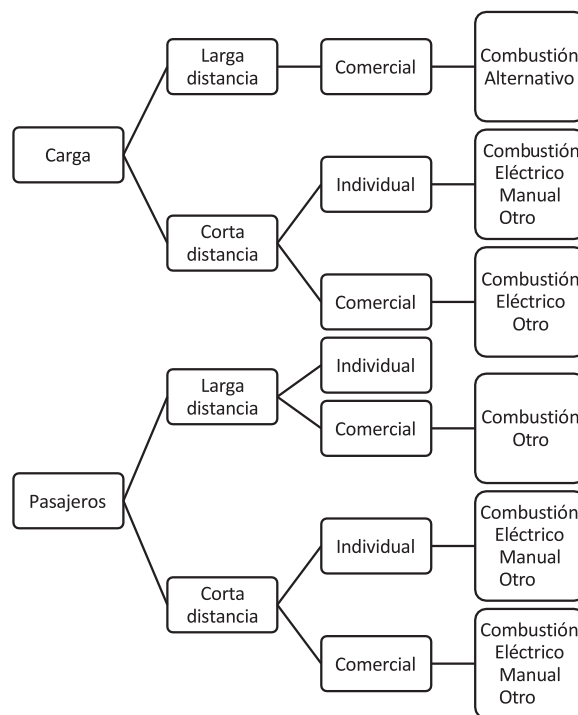 Larga
distancia
Comercial
Combustión
Alternativo
Carga
Individual
Combustión
Eléctrico
Manual
Otro
Corta
distancia
Comercial
Combustión
Eléctrico
Otro
Larga
distancia
Individual
Comercial
Combustión
Otro
Pasajeros
Individual
Combustión
Eléctrico
Manual
Otro
Corta
distancia
Comercial
Combustión
Eléctrico
Manual
Otro